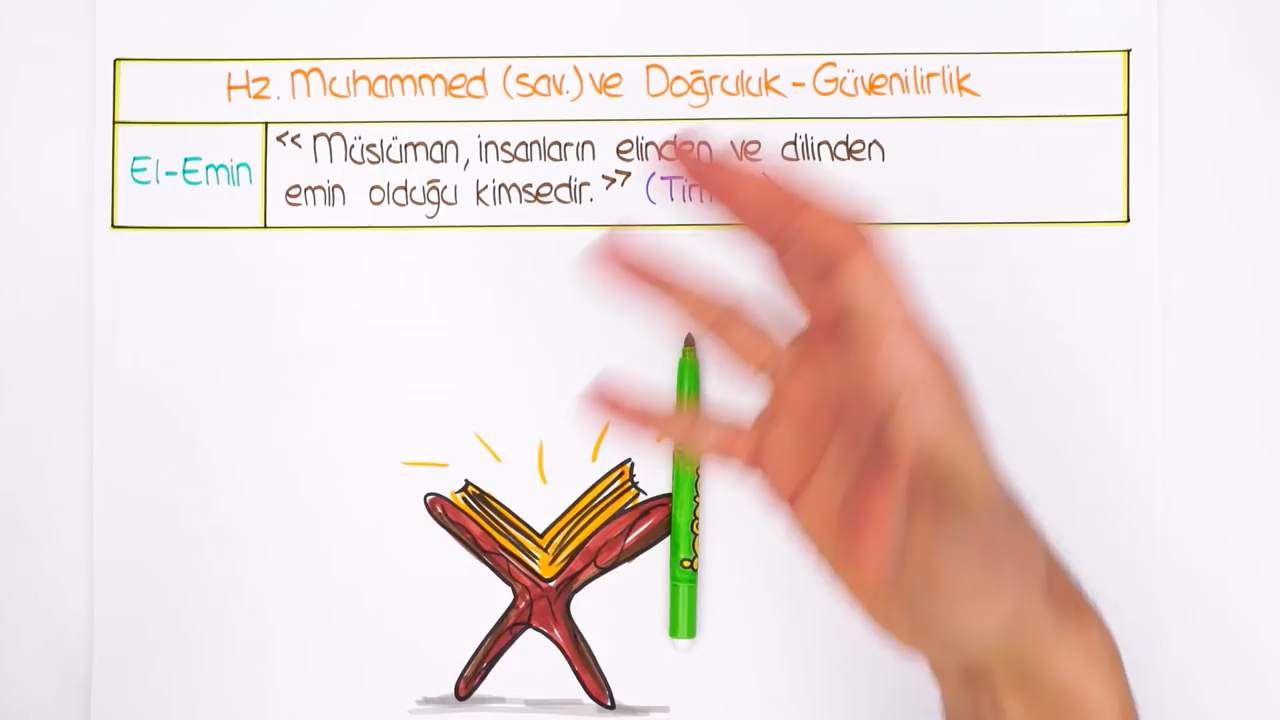 Hz. Muhammed (sav.) ve Doğruluk-Güvenilirlik
El-Emin
<< Müslüman, insanların elinden ve dilinden
emin olduğu kimsedir. >>